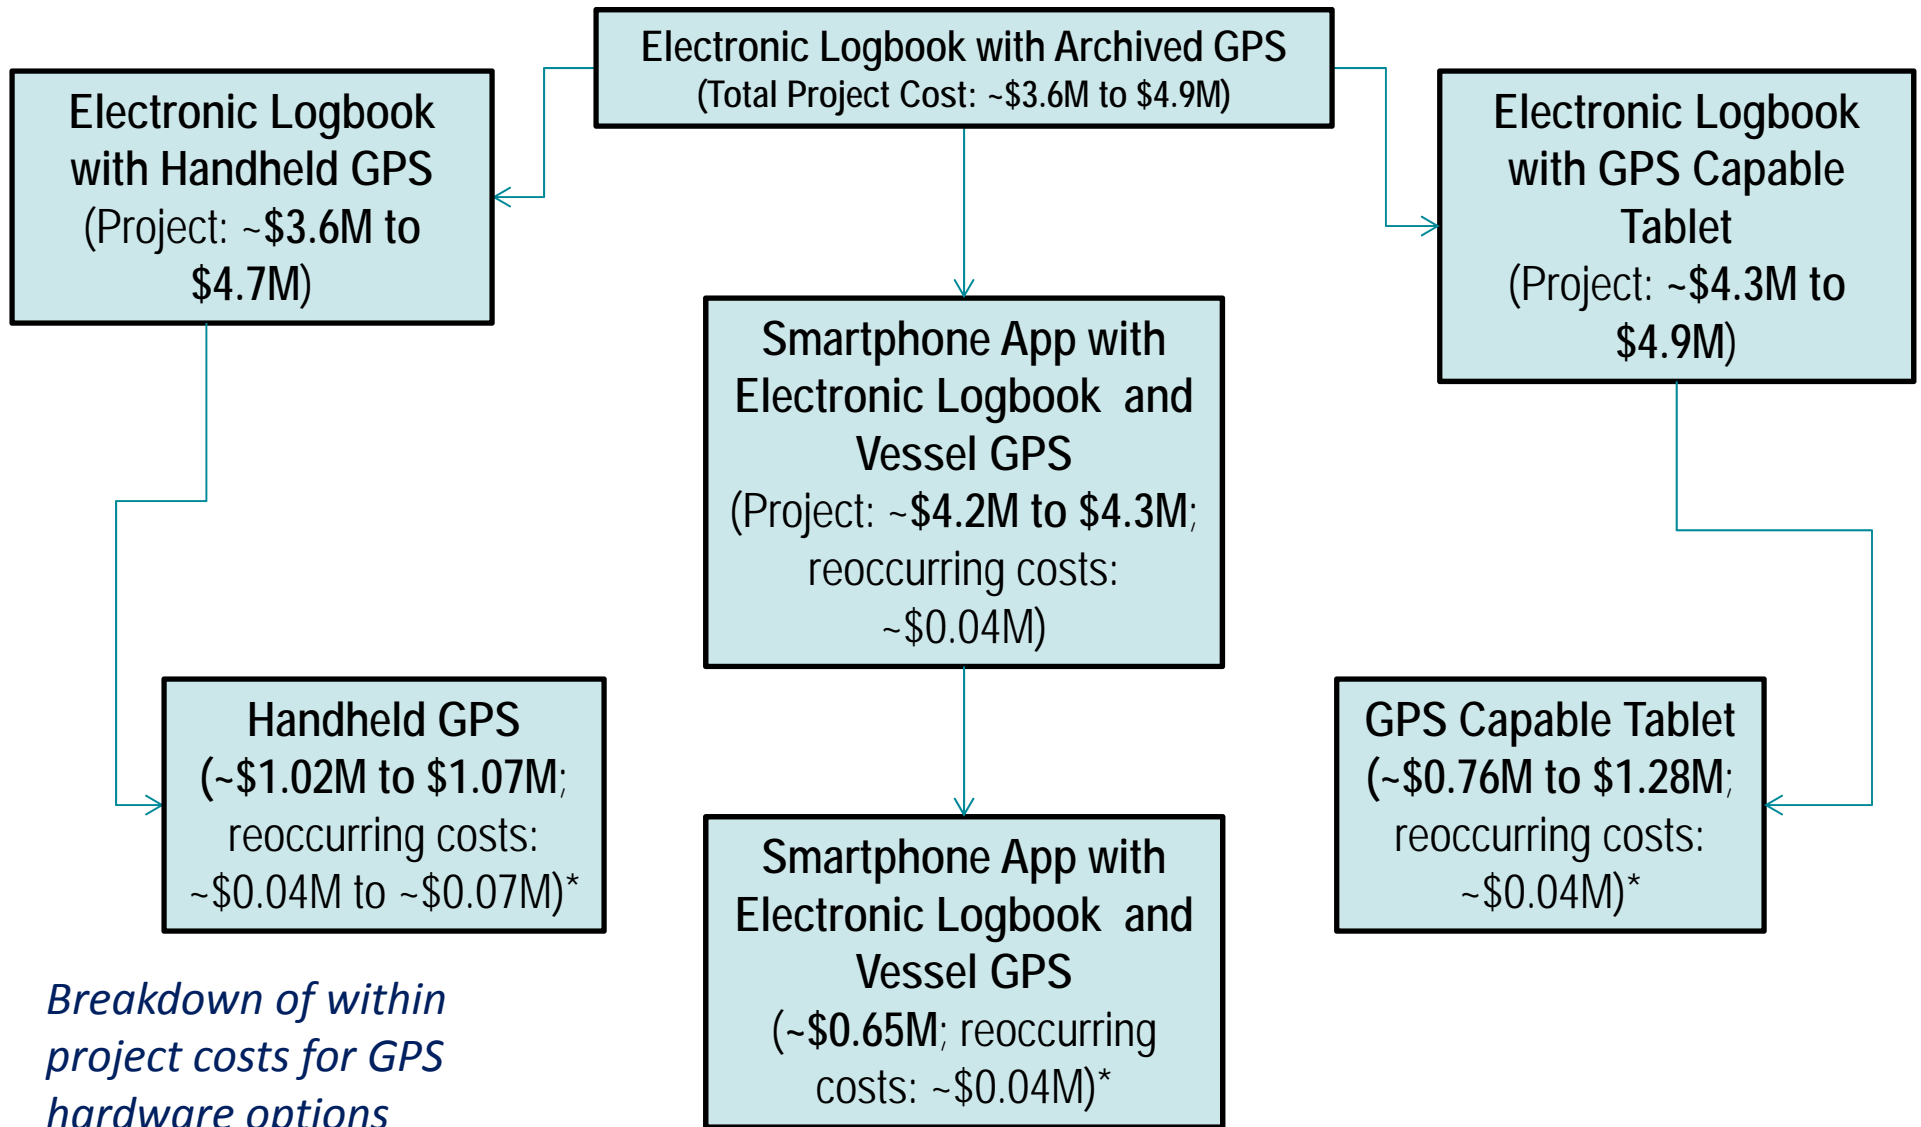 Electronic Logbook with Archived GPS
(Total Project Cost: ~$3.6M to $4.9M)
Electronic Logbook
with Handheld GPS
(Project: ~$3.6M to
$4.7M)
Electronic Logbook
with GPS Capable
Tablet
(Project: ~$4.3M to
$4.9M)
Smartphone App with
Electronic Logbook and
Vessel GPS
(Project: ~$4.2M to $4.3M;
reoccurring costs:
~$0.04M)
Handheld GPS
(~$1.02M to $1.07M;
reoccurring costs:
~$0.04M to ~$0.07M)*
GPS Capable Tablet
(~$0.76M to $1.28M;
reoccurring costs:
~$0.04M)*
Smartphone App with
Electronic Logbook and
Vessel GPS
(~$0.65M; reoccurring
costs: ~$0.04M)*
Breakdown of within
project costs for GPS
hardware options